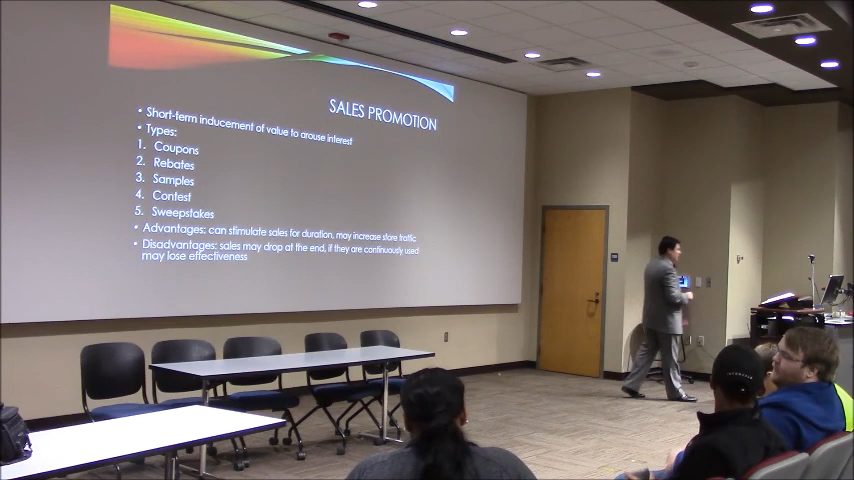 SALES PROMOTION
• Short-term inducement of value to arouse interest
• Types:
1. Coupons
2. Rebates
3. Samples
4. Contest
5. Sweepstakes
• Advantages: can stimulate sales for duration, may increase store traffic
• Disadvantages: sales may drop at the end, if they are continuously used
may lose effectiveness